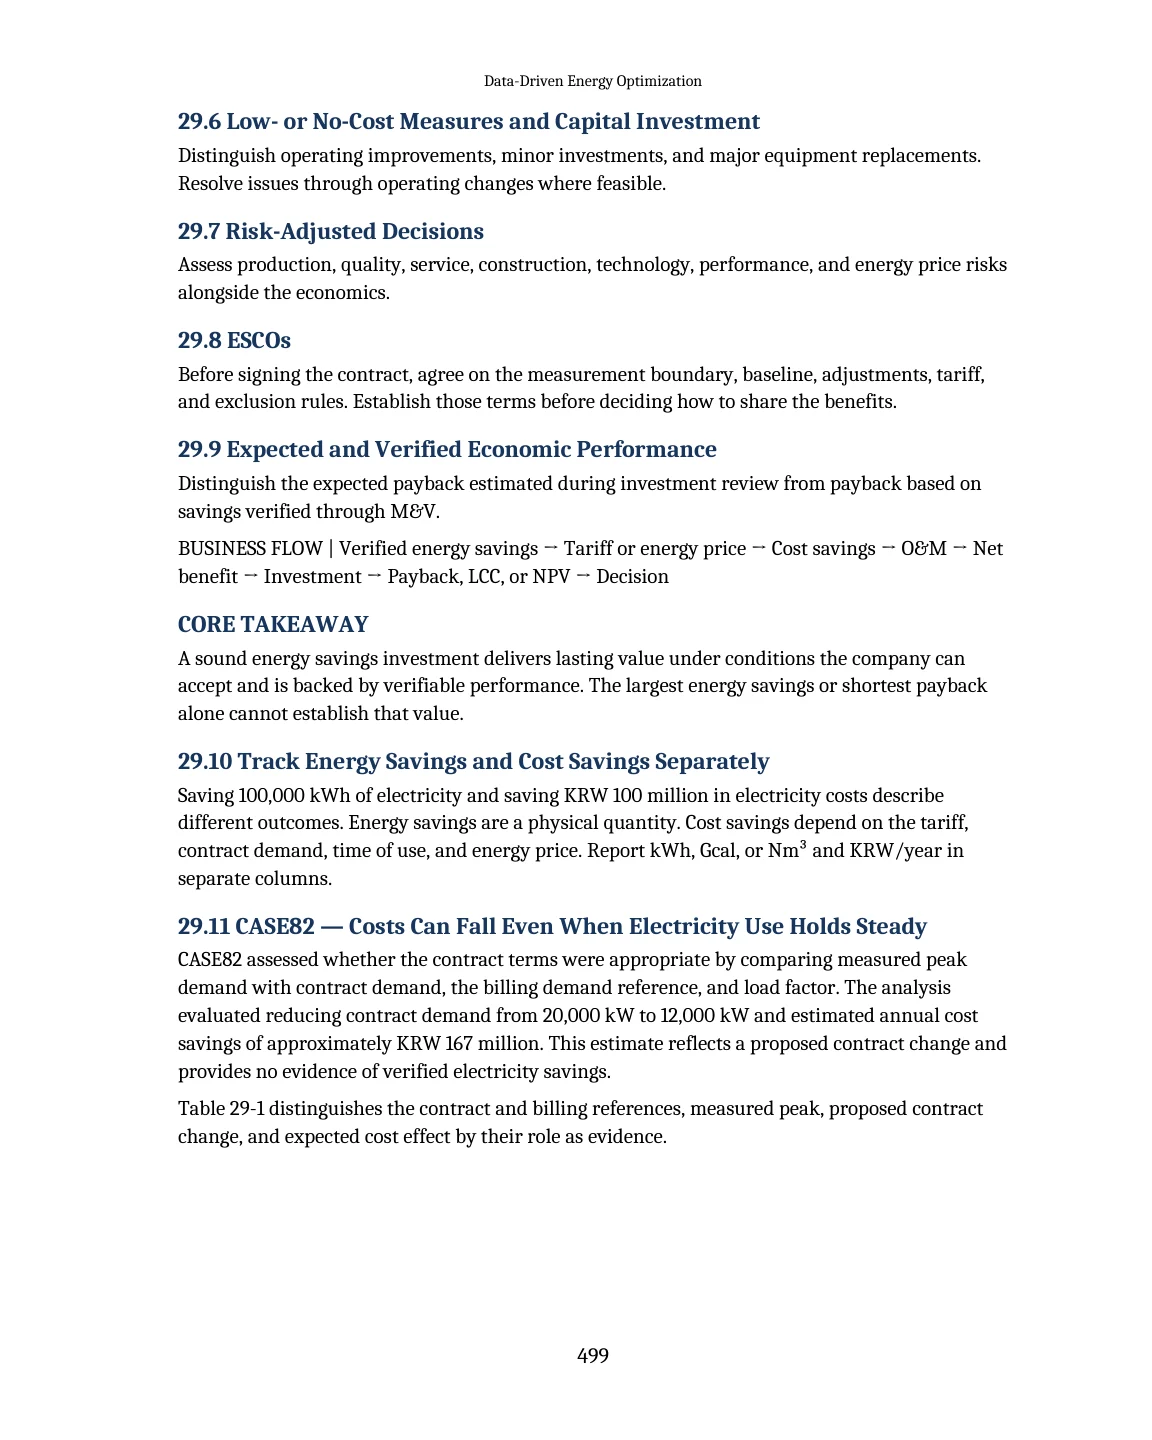 Data-Driven Energy Optimization
29.6 Low- or No-Cost Measures and Capital Investment
Distinguish operating improvements, minor investments, and major equipment replacements.
Resolve issues through operating changes where feasible.
29.7 Risk-Adjusted Decisions
Assess production, quality, service, construction, technology, performance, and energy price risks
alongside the economics.
29.8 ESCOs
Before signing the contract, agree on the measurement boundary, baseline, adjustments, tariff,
and exclusion rules. Establish those terms before deciding how to share the benefits.
29.9 Expected and Verified Economic Performance
Distinguish the expected payback estimated during investment review from payback based on
savings verified through M&V.
BUSINESS FLOW | Verified energy savings → Tariff or energy price → Cost savings → O&M → Net
benefit → Investment → Payback, LCC, or NPV → Decision
CORE TAKEAWAY
A sound energy savings investment delivers lasting value under conditions the company can
accept and is backed by verifiable performance. The largest energy savings or shortest payback
alone cannot establish that value.
29.10 Track Energy Savings and Cost Savings Separately
Saving 100,000 kWh of electricity and saving KRW 100 million in electricity costs describe
different outcomes. Energy savings are a physical quantity. Cost savings depend on the tariff,
contract demand, time of use, and energy price. Report kWh, Gcal, or Nm³ and KRW/year in
separate columns.
29.11 CASE82 — Costs Can Fall Even When Electricity Use Holds Steady
CASE82 assessed whether the contract terms were appropriate by comparing measured peak
demand with contract demand, the billing demand reference, and load factor. The analysis
evaluated reducing contract demand from 20,000 kW to 12,000 kW and estimated annual cost
savings of approximately KRW 167 million. This estimate reflects a proposed contract change and
provides no evidence of verified electricity savings.
Table 29-1 distinguishes the contract and billing references, measured peak, proposed contract
change, and expected cost effect by their role as evidence.
499